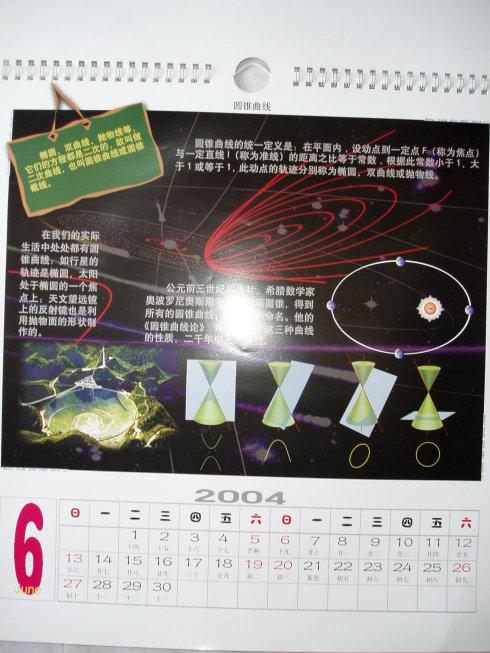 圆锥曲线
椭圆、双曲线、抛物线等,
它们的方程都是二次的,故叫做
二次曲线,也叫圆锥曲线或圆锥
截线。
圆锥曲线的统一定义是:在平面内,设动点到一定点F(称为焦点)
与一定直线l(称为准线)的距离之比等于常数,根据此常数小于1、大
于1或等于1,此动点的轨迹分别称为椭圆、双曲线或抛物线。
在我们的实际
生活中处处都有圆
锥曲线:如行星的
轨迹是椭圆,太阳
处于椭圆的一个焦
点上;天文望远镜
上的反射镜也是利
用抛物面的形状制
作的。
公元前三世纪 希腊数学家
奥波罗尼奥斯用 圆锥,得到
所有的圆锥曲线 命名。他的
《圆锥曲线论》 这三种曲线
的性质,二千年
2004
6
June
日 一 二 三 四 五 六 日 一 二 三 四 五 六
1 2 3 4 5 6 7 8 9 10 11 12
十四 十五 十六 十七 芒种 十九 二十 廿一 廿二 廿三 廿四 廿五
13 14 15 16 17 18 19 20 21 22 23 24 25 26
廿六 廿七 廿八 廿九 三十 五月 初二 初三 夏至 初五 初六 初七 初八 初九
27 28 29 30
初十 十一 十二 十三